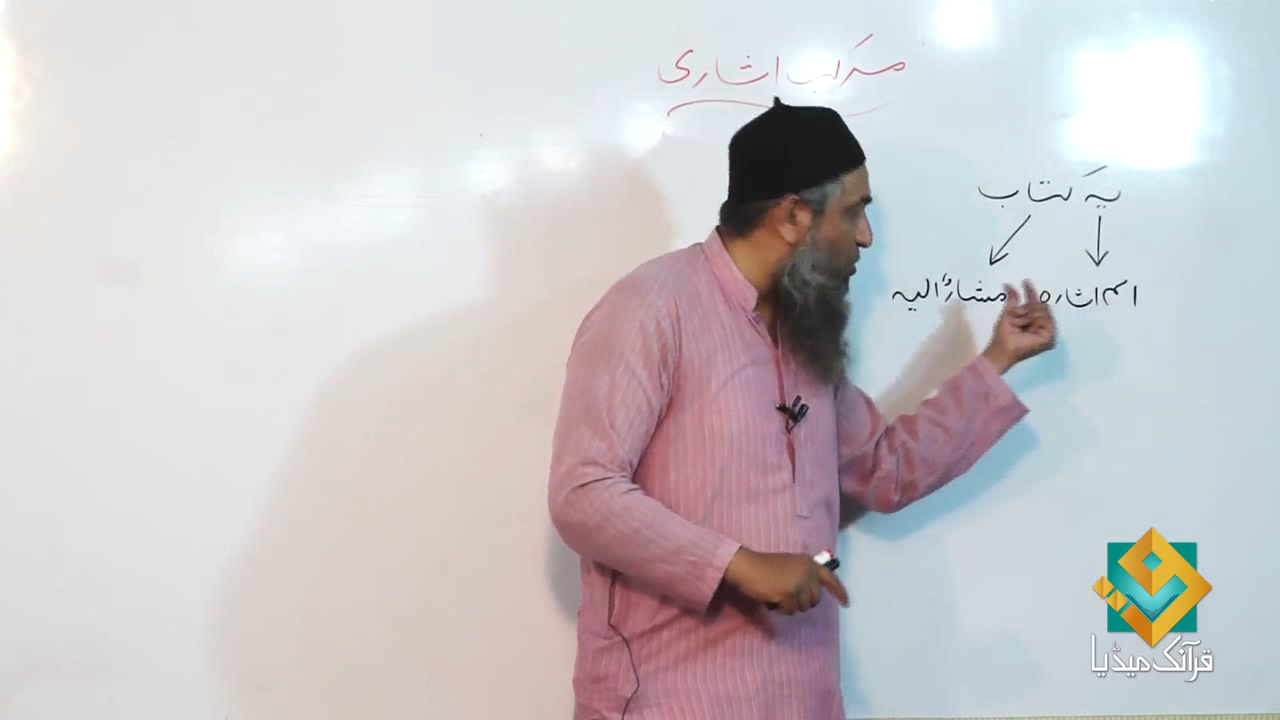 مرکب اشاری
یہ کتاب
اسم اشارہ مشارٌ الیہ
قرآنک میڈیا